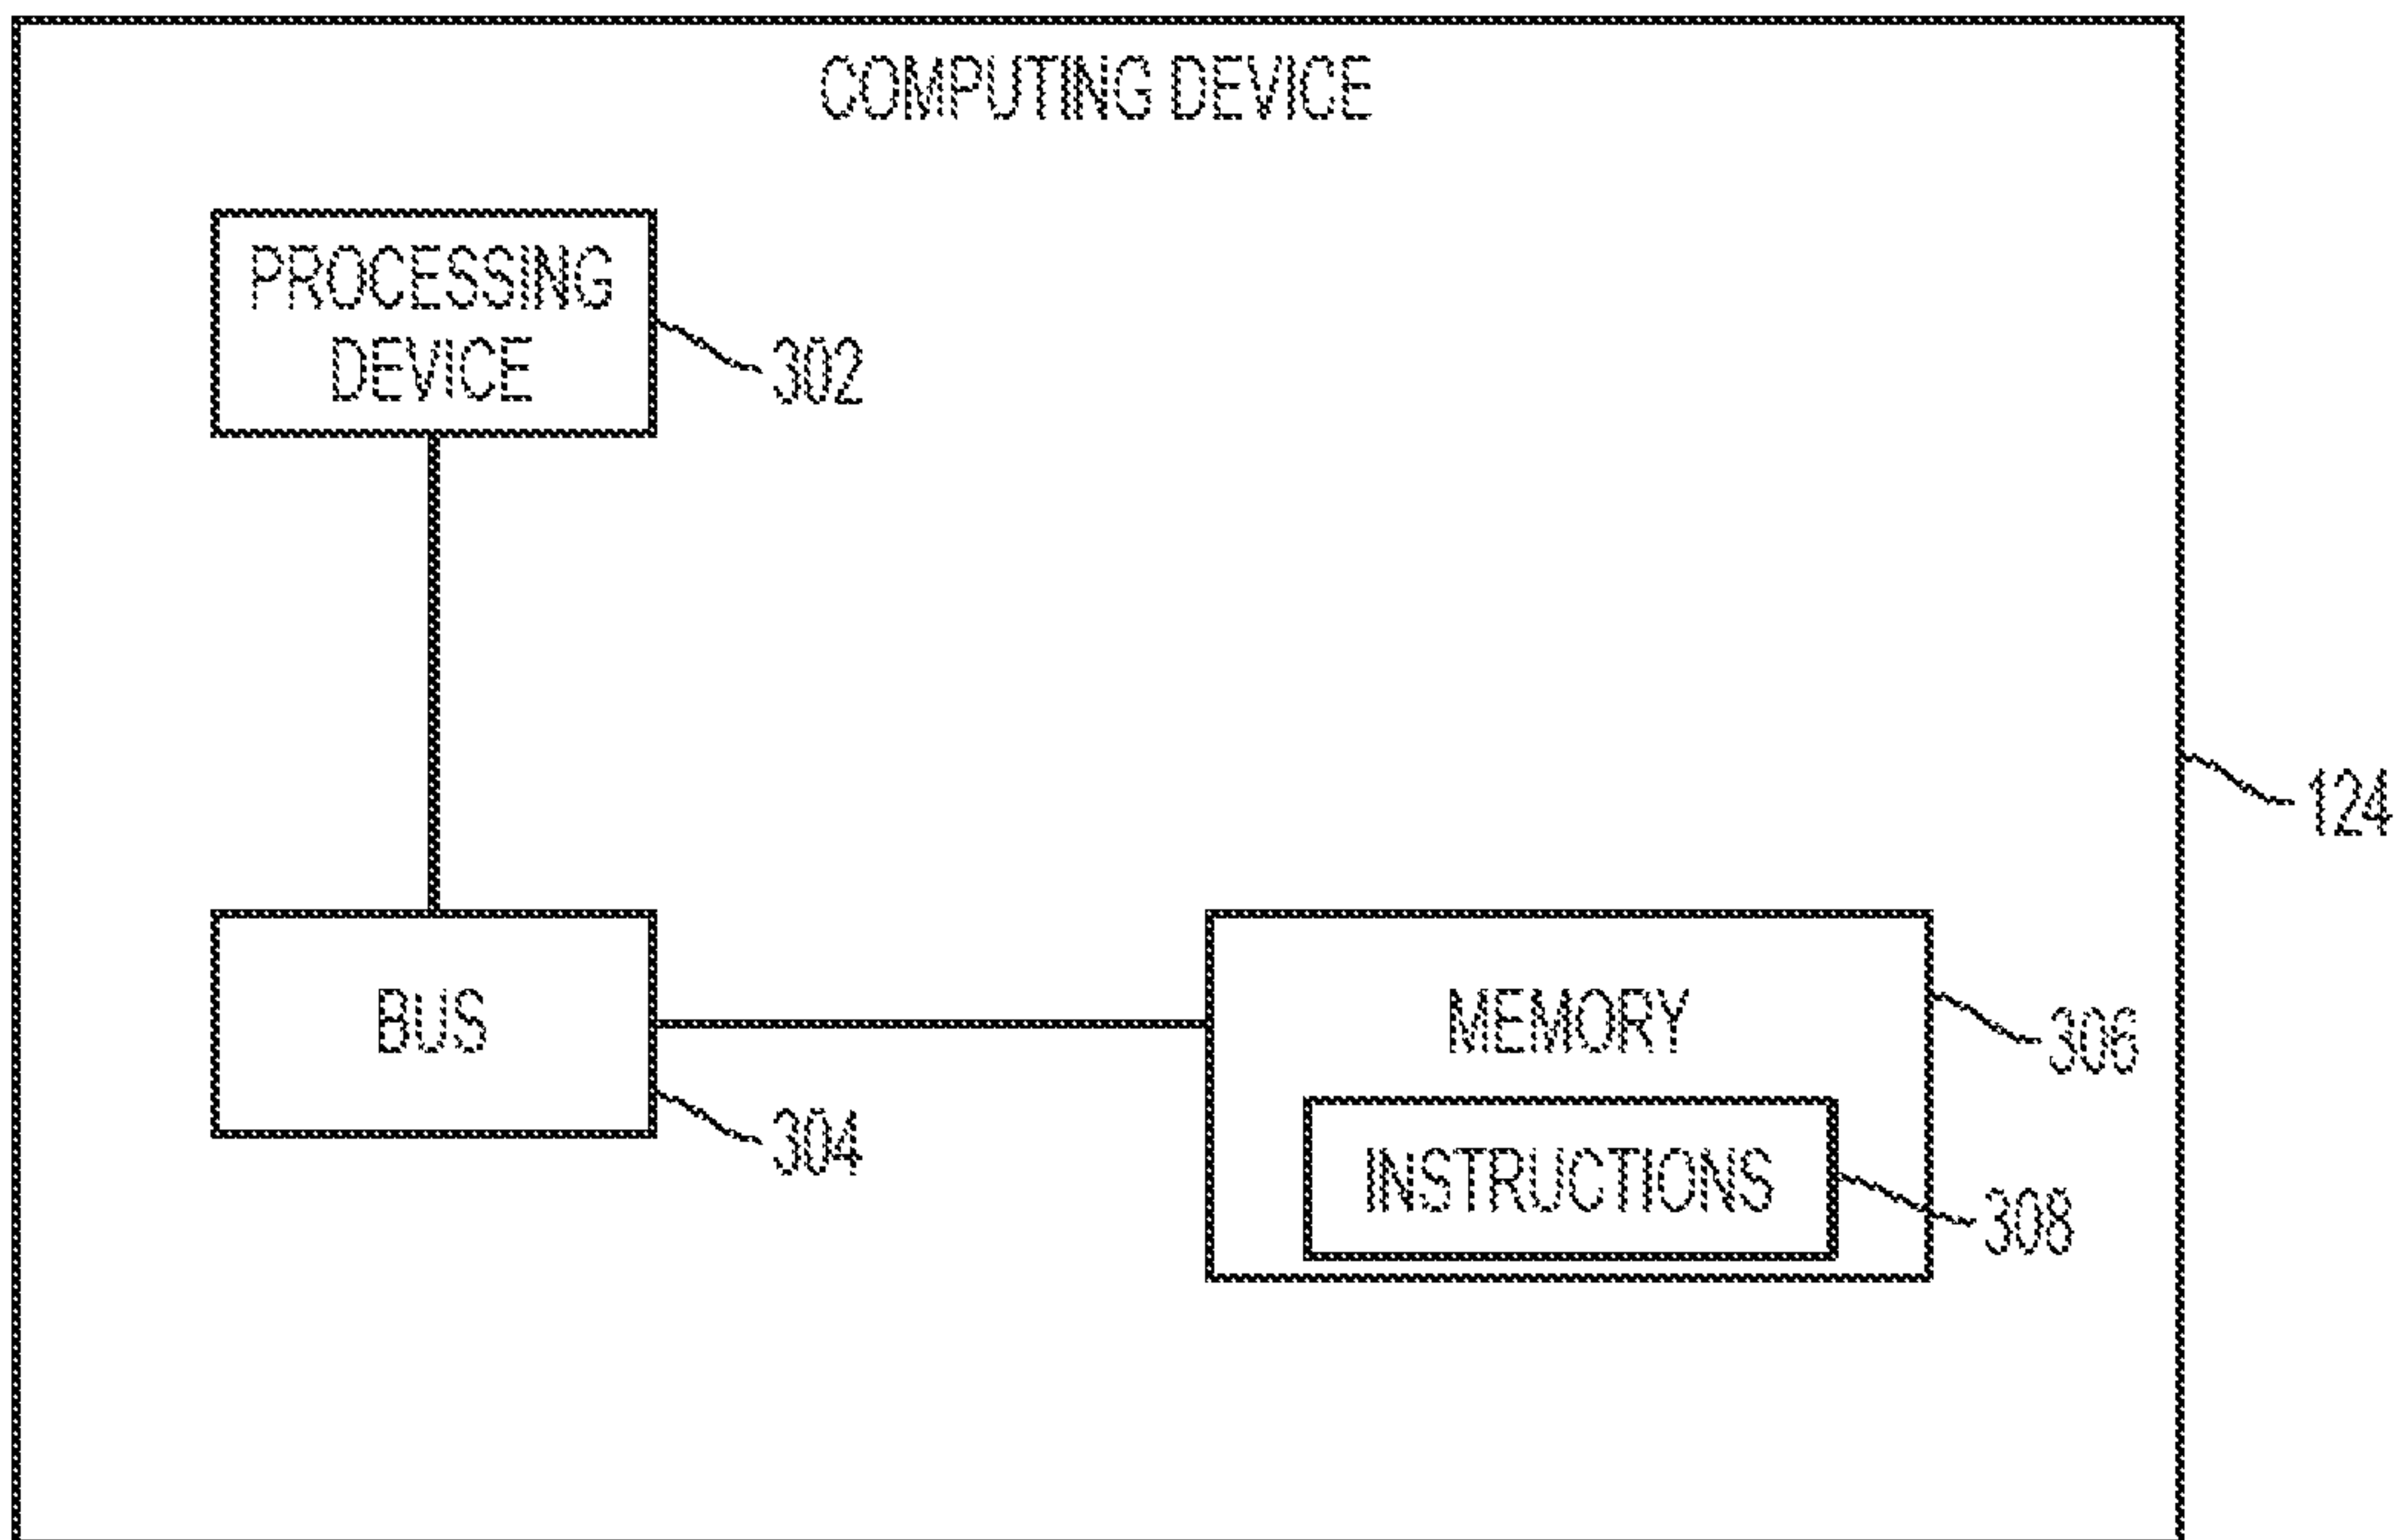 COMPUTING DEVICE
PROCESSING
DEVICE
302
124
BUS
304
MEMORY
306
INSTRUCTIONS
308